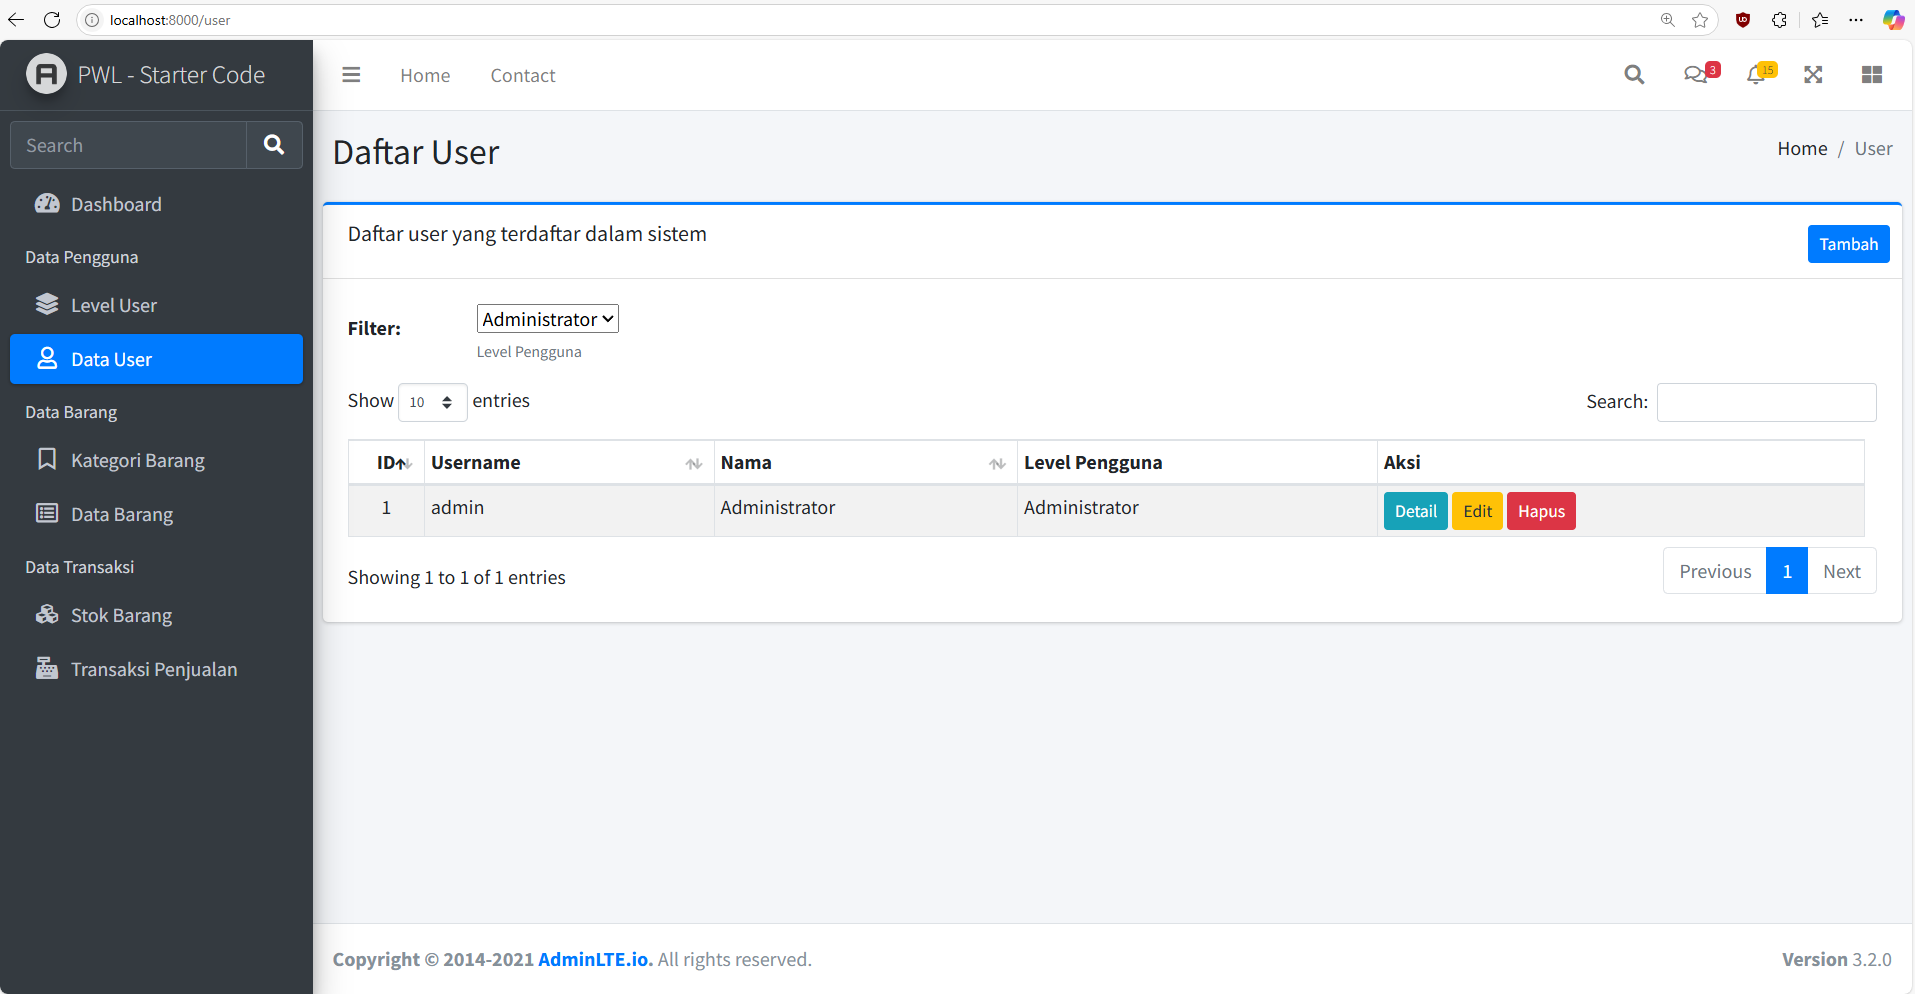 localhost:8000/user
PWL - Starter Code
Home
Contact
3
15
Search
Daftar User
Home / User
Dashboard
Data Pengguna
Level User
Data User
Data Barang
Kategori Barang
Data Barang
Data Transaksi
Stok Barang
Transaksi Penjualan
Daftar user yang terdaftar dalam sistem
Tambah
Filter:
Administrator
Level Pengguna
Show 10 entries
Search:
ID Username Nama Level Pengguna Aksi
1 admin Administrator Administrator Detail Edit Hapus
Showing 1 to 1 of 1 entries
Previous 1 Next
Copyright © 2014-2021 AdminLTE.io. All rights reserved.
Version 3.2.0